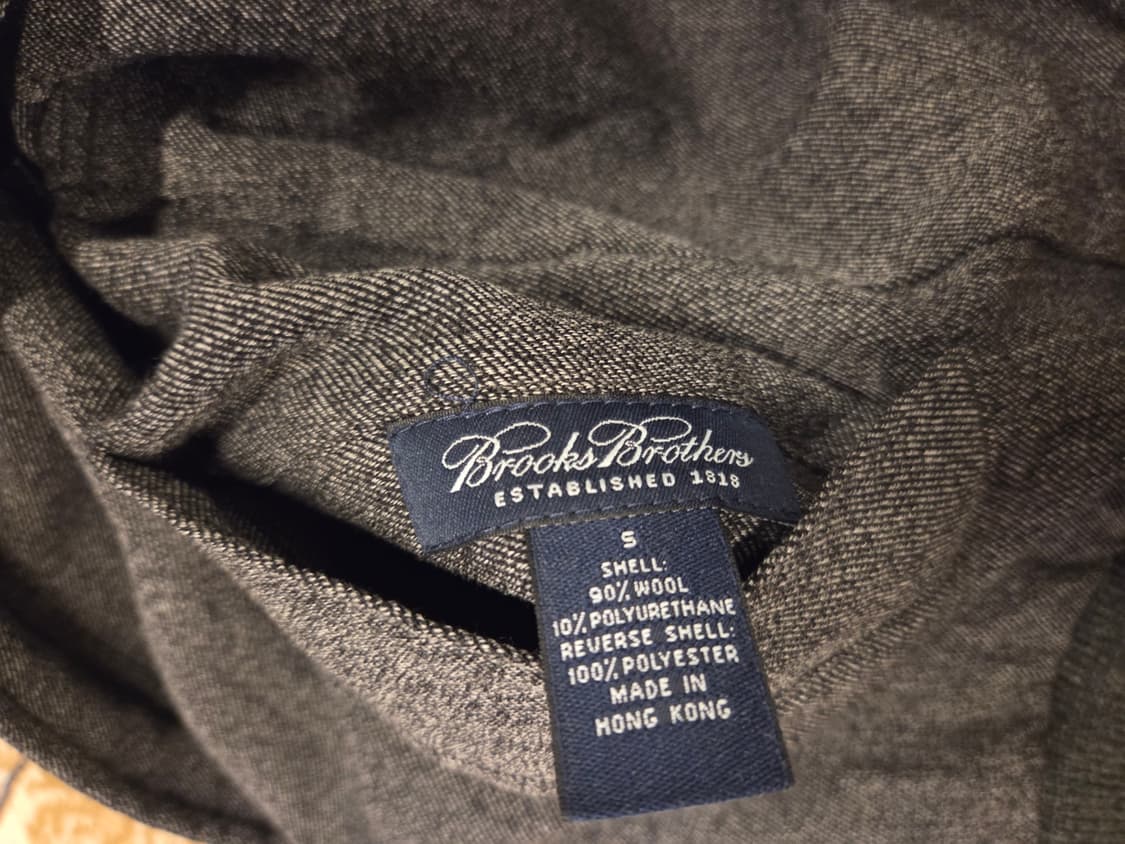 Brooks Brothers
ESTABLISHED 1818
S
SHELL:
90% WOOL
10% POLYURETHANE
REVERSE SHELL:
100% POLYESTER
MADE IN
HONG KONG